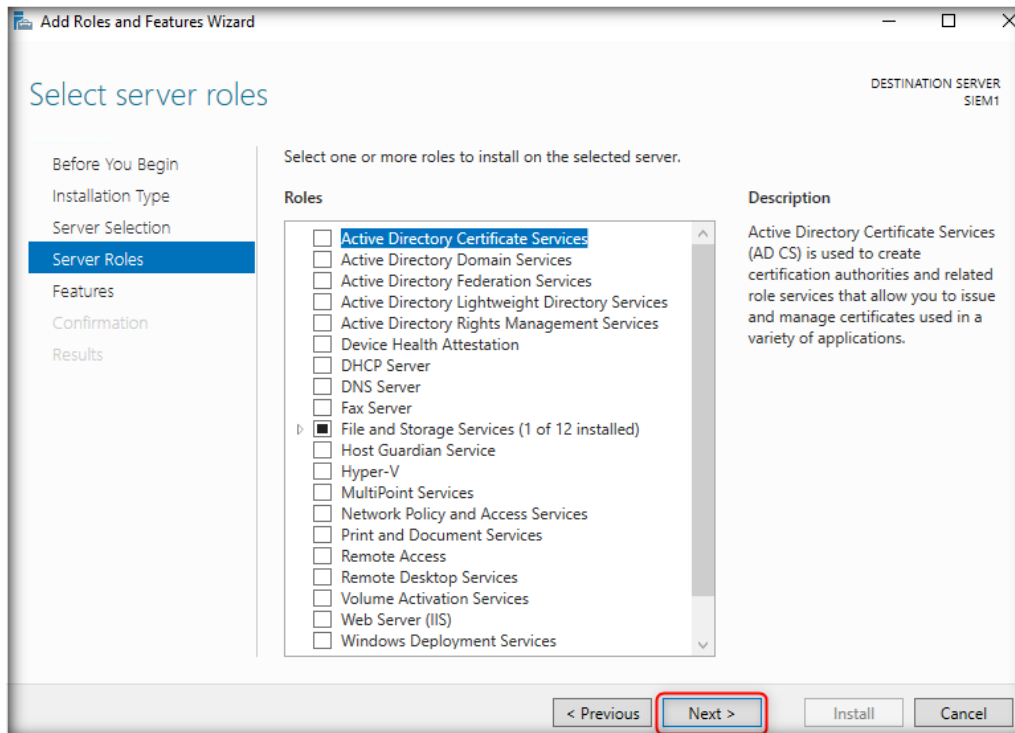 Add Roles and Features Wizard
Select server roles
DESTINATION SERVER
SIEM1
Before You Begin
Installation Type
Server Selection
Server Roles
Features
Confirmation
Results
Select one or more roles to install on the selected server.
Roles
Active Directory Certificate Services
Active Directory Domain Services
Active Directory Federation Services
Active Directory Lightweight Directory Services
Active Directory Rights Management Services
Device Health Attestation
DHCP Server
DNS Server
Fax Server
File and Storage Services (1 of 12 installed)
Host Guardian Service
Hyper-V
MultiPoint Services
Network Policy and Access Services
Print and Document Services
Remote Access
Remote Desktop Services
Volume Activation Services
Web Server (IIS)
Windows Deployment Services
Description
Active Directory Certificate Services
(AD CS) is used to create
certification authorities and related
role services that allow you to issue
and manage certificates used in a
variety of applications.
< Previous
Next >
Install
Cancel